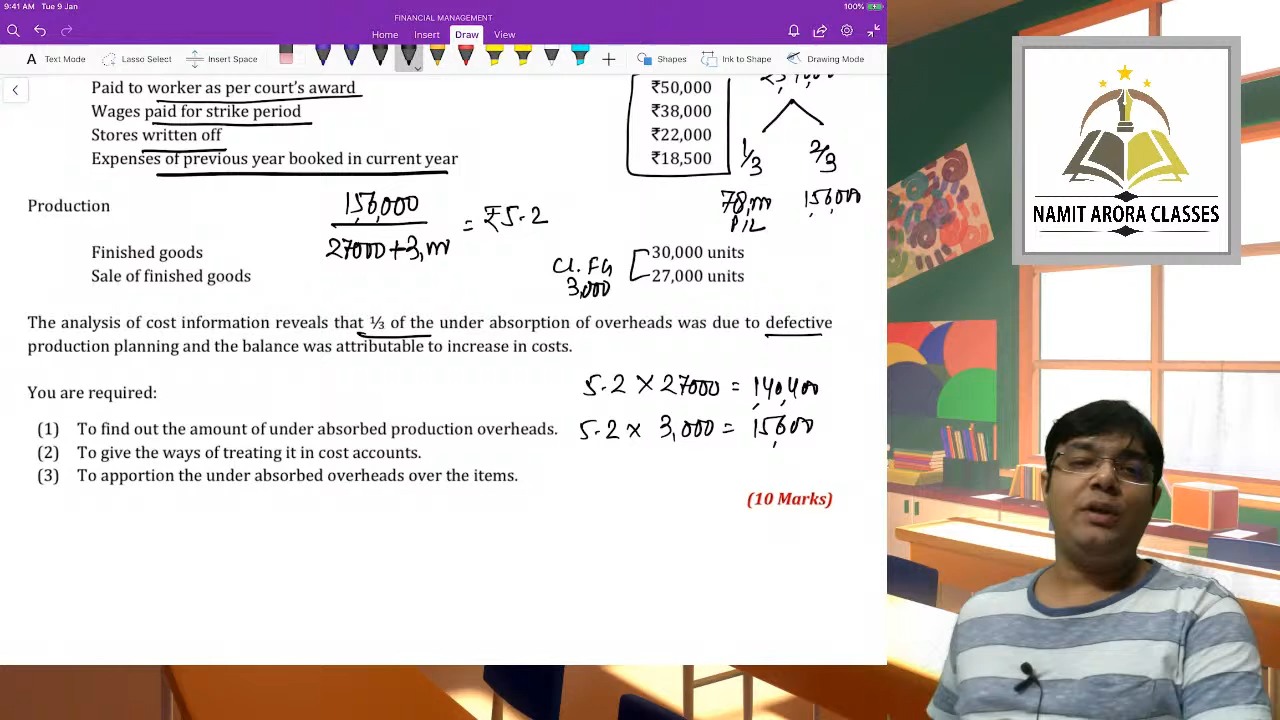 9:41 AM Tue 9 Jan
100%
FINANCIAL MANAGEMENT
Home Insert Draw View
A Text Mode Lasso Select Insert Space + Shapes Ink to Shape Drawing Mode
Paid to worker as per court's award ₹50,000
Wages paid for strike period ₹38,000
Stores written off ₹22,000
Expenses of previous year booked in current year ₹18,500
1/3 2/3
78,m 156,000
P/L
Production
156,000
27000 + 3,m
= ₹5.2
Finished goods 30,000 units
Sale of finished goods 27,000 units
Cl. FG
3,000
The analysis of cost information reveals that ⅓ of the under absorption of overheads was due to defective
production planning and the balance was attributable to increase in costs.
You are required:
5.2 × 27000 = 140,400
(1) To find out the amount of under absorbed production overheads.
5.2 × 3,000 = 15,600
(2) To give the ways of treating it in cost accounts.
(3) To apportion the under absorbed overheads over the items.
(10 Marks)
NAMIT ARORA CLASSES